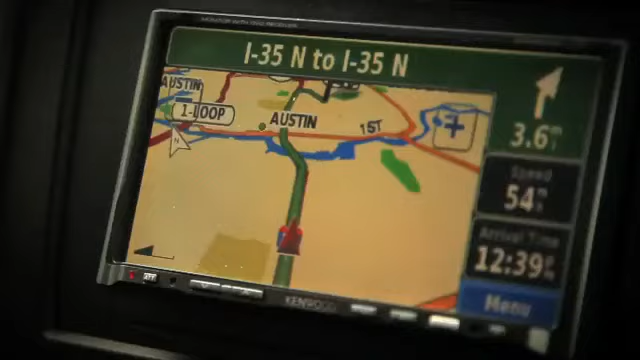 I-35 N to I-35 N
AUSTIN
1-LOOP
AUSTIN
1ST
N
3.6
Speed
54
Arrival Time
12:39
Menu
KENWOOD